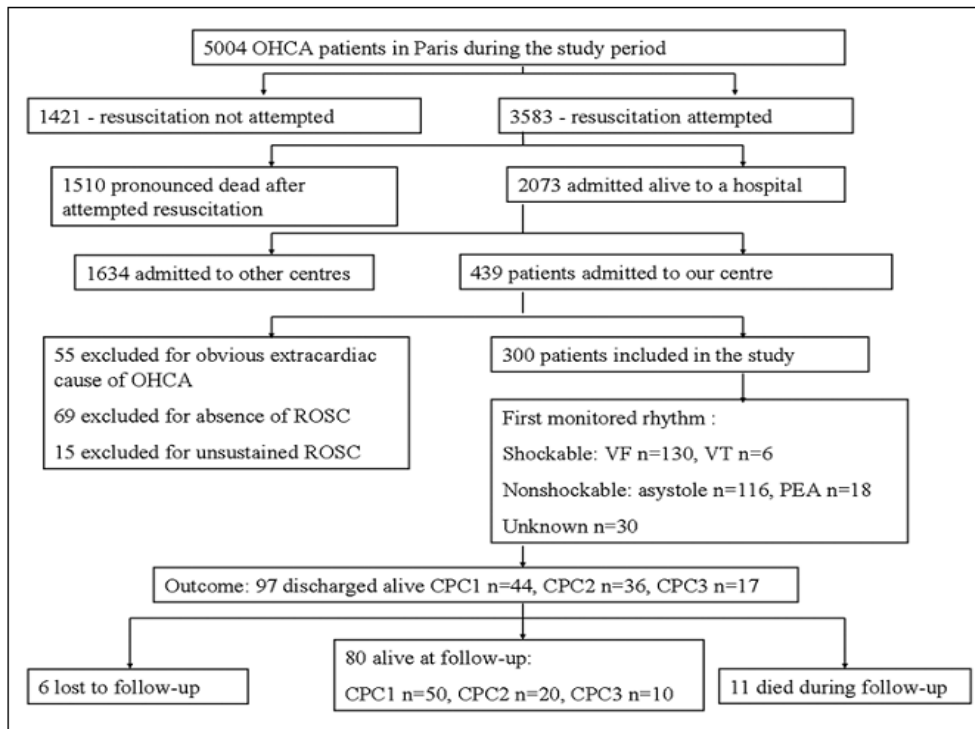 5004 OHCA patients in Paris during the study period
1421 - resuscitation not attempted
3583 - resuscitation attempted
1510 pronounced dead after
attempted resuscitation
2073 admitted alive to a hospital
1634 admitted to other centres
439 patients admitted to our centre
55 excluded for obvious extracardiac
cause of OHCA
69 excluded for absence of ROSC
15 excluded for unsustained ROSC
300 patients included in the study
First monitored rhythm :
Shockable: VF n=130, VT n=6
Nonshockable: asystole n=116, PEA n=18
Unknown n=30
Outcome: 97 discharged alive CPC1 n=44, CPC2 n=36, CPC3 n=17
6 lost to follow-up
80 alive at follow-up:
CPC1 n=50, CPC2 n=20, CPC3 n=10
11 died during follow-up